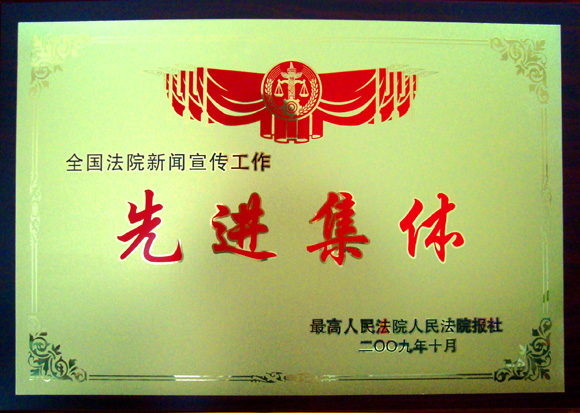 全国法院新闻宣传工作
先进集体
最高人民法院人民法院报社
二〇〇九年十月